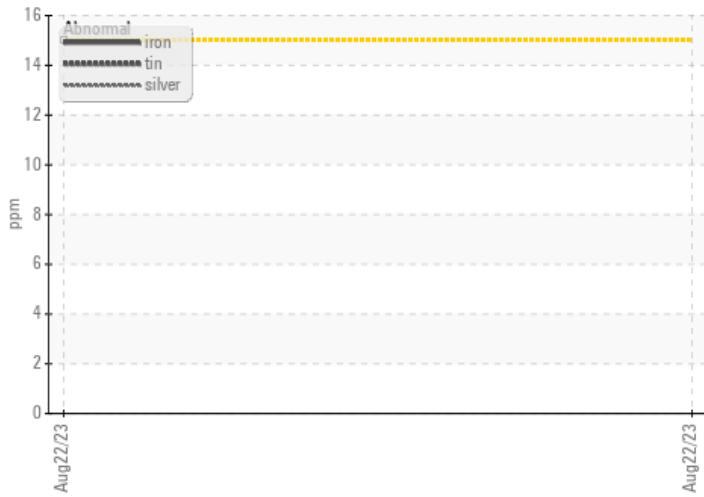 16
Abnormal
iron
tin
silver
14
12
10
8
6
4
2
0
ppm
Aug22/23
Aug22/23